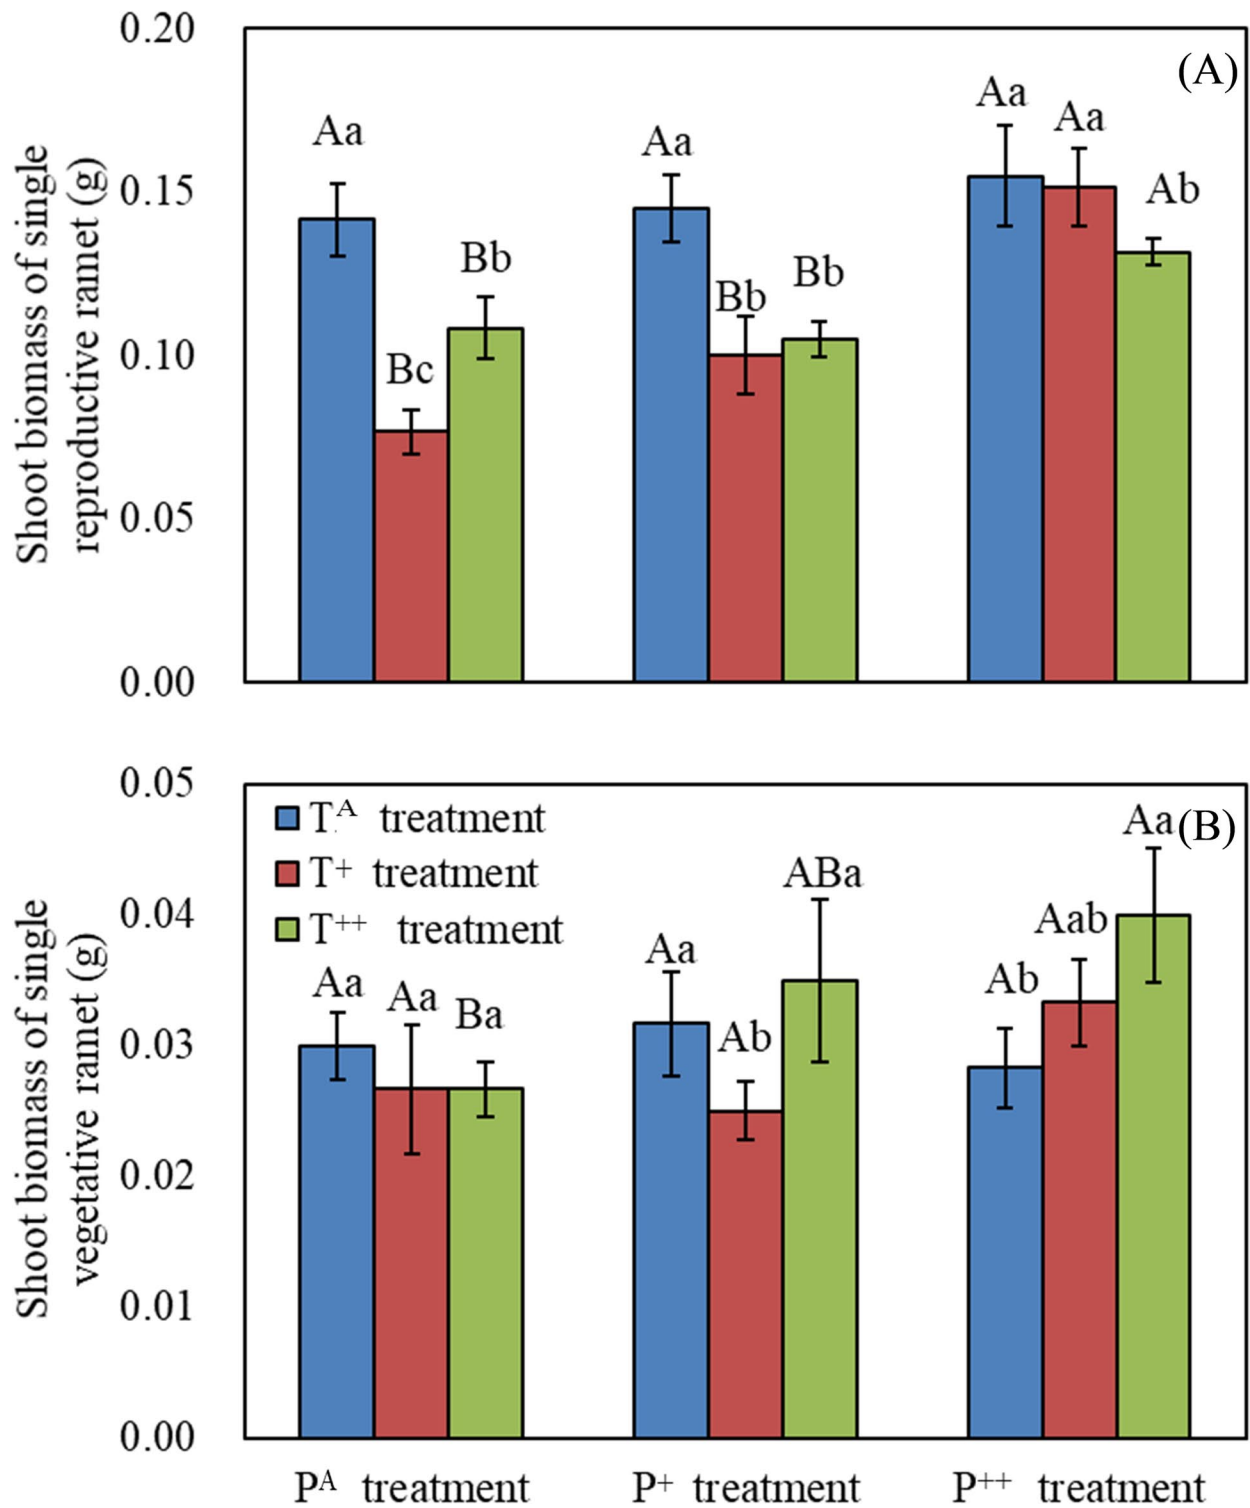 0.20
(A)
Aa
Aa
Aa
Aa
0.15
Ab
Bb
Bb
Bb
0.10
Bc
Shoot biomass of single
reproductive ramet (g)
0.05
0.00
0.05
T^A treatment
Aa
(B)
T+ treatment
ABa
0.04
T++ treatment
Aab
Aa
Aa
Aa
Ba
Ab
Ab
0.03
Shoot biomass of single
vegetative ramet (g)
0.02
0.01
0.00
P^A treatment
P+ treatment
P++ treatment